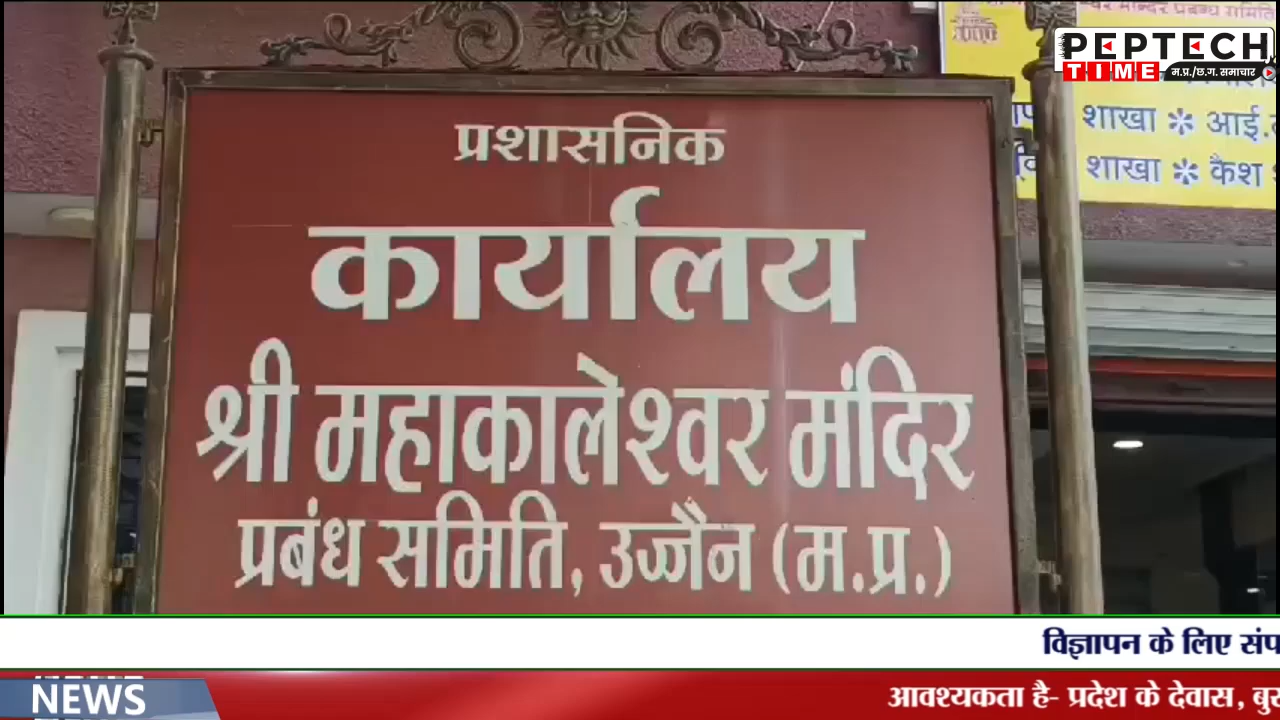 PEPTECH
TIME म.प्र./छ.ग. समाचार
शाखा * आई.
शाखा * कैश
प्रशासनिक
कार्यालय
श्री महाकालेश्वर मंदिर
प्रबंध समिति, उज्जैन (म.प्र.)
विज्ञापन के लिए
NEWS
आवश्यकता है- प्रदेश के देवास,